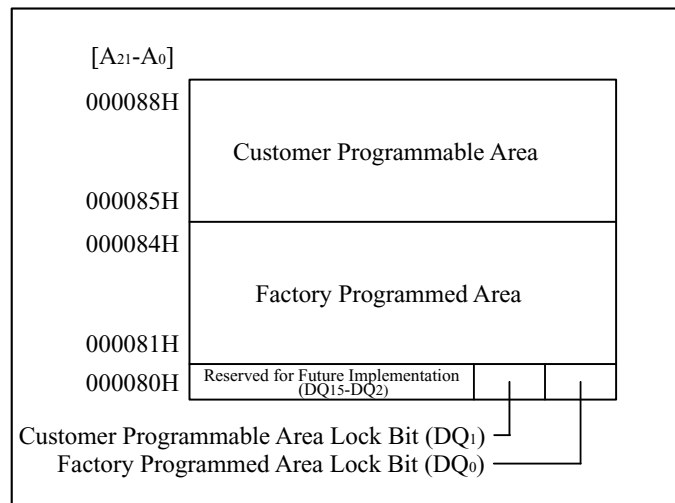 [A21-A0]
000088H
Customer Programmable Area
000085H
000084H
Factory Programmed Area
000081H
000080H
Reserved for Future Implementation
(DQ15-DQ2)
Customer Programmable Area Lock Bit (DQ1)
Factory Programmed Area Lock Bit (DQ0)